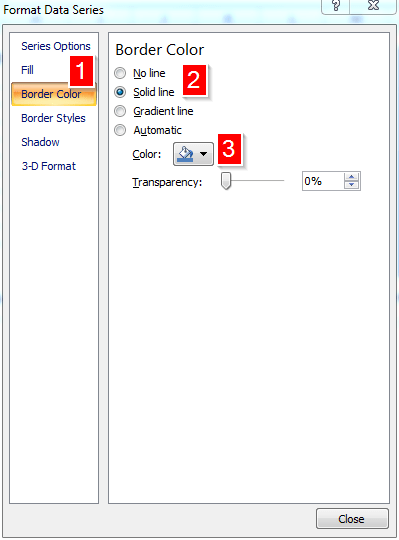 Format Data Series
?
Series Options
Fill
1
Border Color
Border Styles
Shadow
3-D Format
Border Color
No line
Solid line
2
Gradient line
Automatic
Color:
3
Transparency:
0%
Close